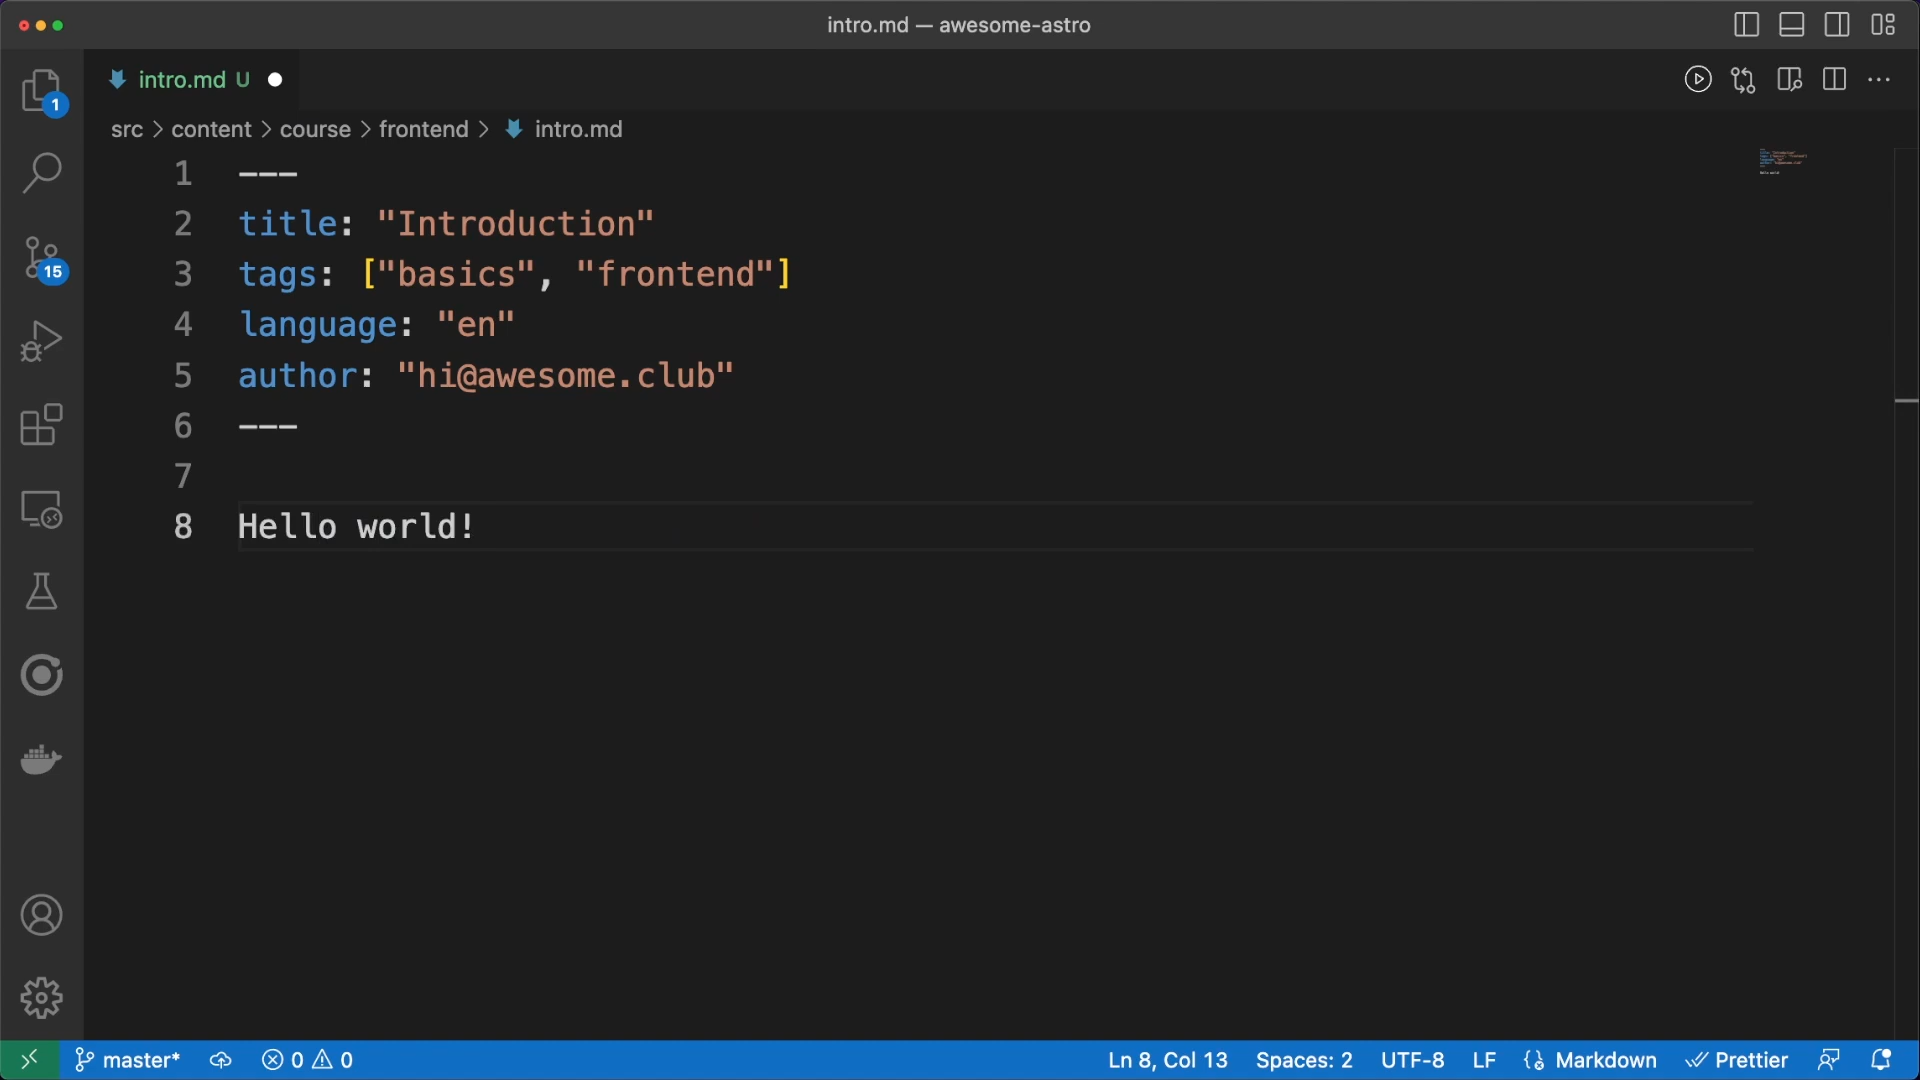 intro.md — awesome-astro
intro.md U
1
src > content > course > frontend > intro.md
1 ---
2 title: "Introduction"
3 tags: ["basics", "frontend"]
4 language: "en"
5 author: "hi@awesome.club"
6 ---
7
8 Hello world!
15
master* 0 0 Ln 8, Col 13 Spaces: 2 UTF-8 LF Markdown Prettier